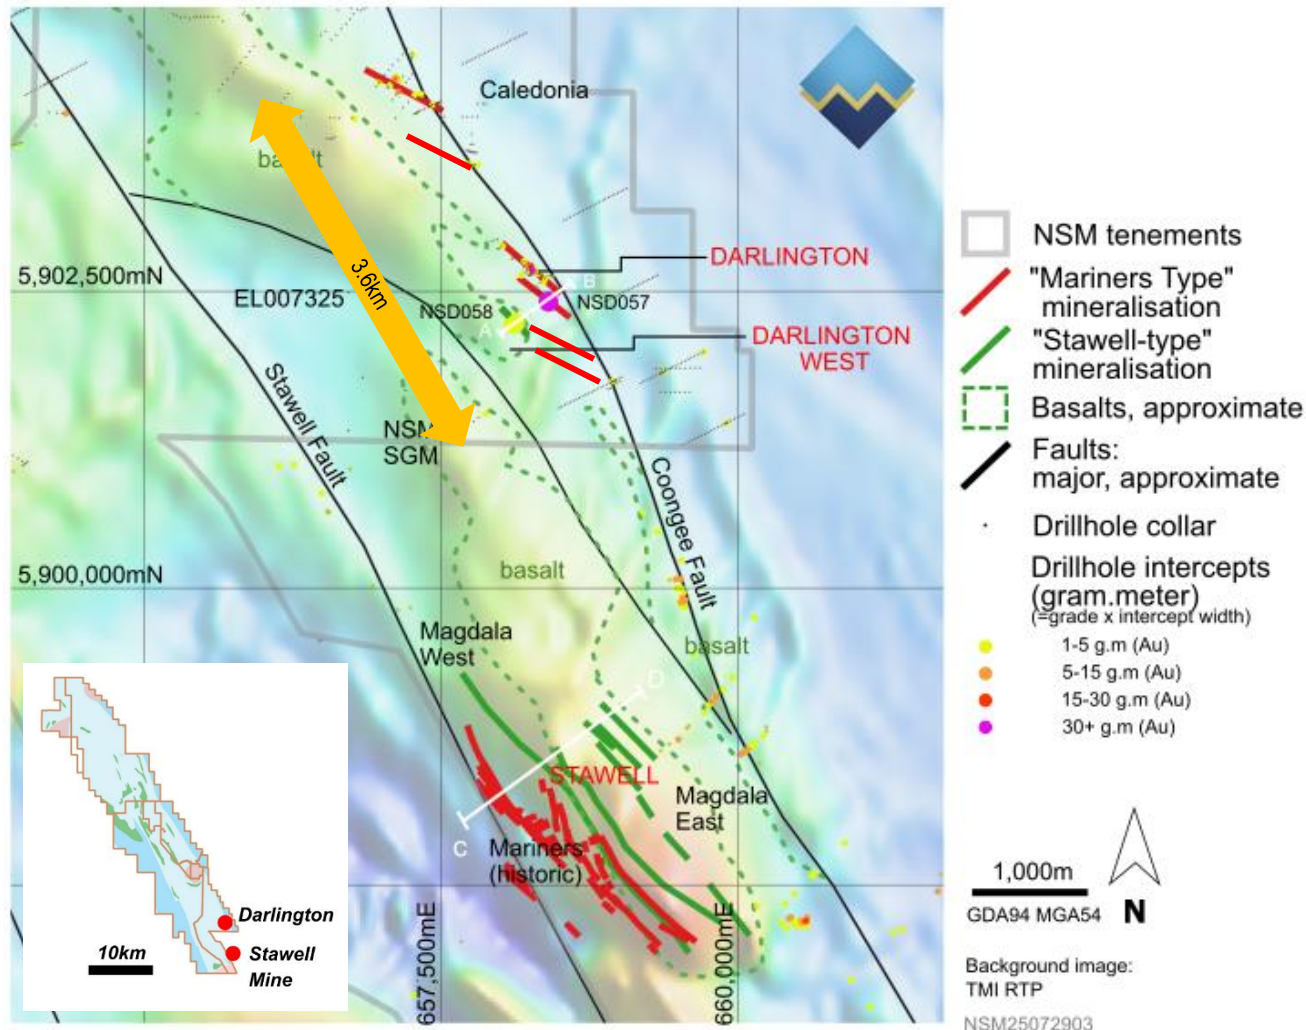 Caledonia
basalt
DARLINGTON
5,902,500mN
3.6km
EL007325
B
NSD057
NSD058
A
DARLINGTON
WEST
Stawell Fault
NSM
SGM
Coongee Fault
5,900,000mN
basalt
Magdala
West
basalt
D
STAWELL
Magdala
East
C
Mariners
(historic)
657,500mE
660,000mE
Darlington
10km
Stawell
Mine
NSM tenements
"Mariners Type"
mineralisation
"Stawell-type"
mineralisation
Basalts, approximate
Faults:
major, approximate
Drillhole collar
Drillhole intercepts
(gram.meter)
(=grade x intercept width)
1-5 g.m (Au)
5-15 g.m (Au)
15-30 g.m (Au)
30+ g.m (Au)
1,000m
GDA94 MGA54
N
Background image:
TMI RTP
NSM25072903